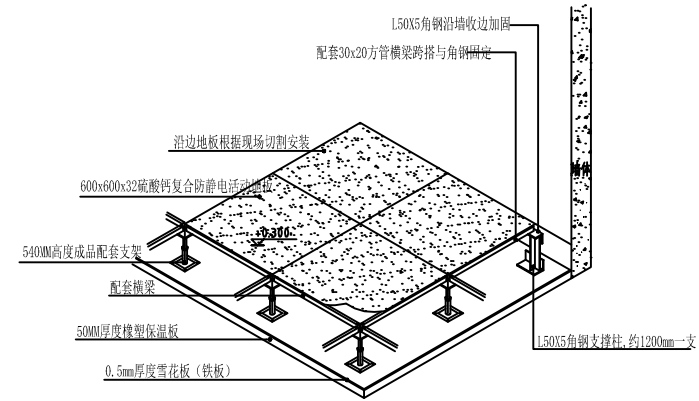 L50X5角钢沿墙收边加固
配套30x20方管横梁跨搭与角钢固定
沿边地板根据现场切割安装
墙体
600x600x32硫酸钙复合防静电活动地板
+0.300
540MM高度成品配套支架
配套横梁
50MM厚度橡塑保温板
L50X5角钢支撑柱,约1200mm一支
0.5mm厚度雪花板（铁板）